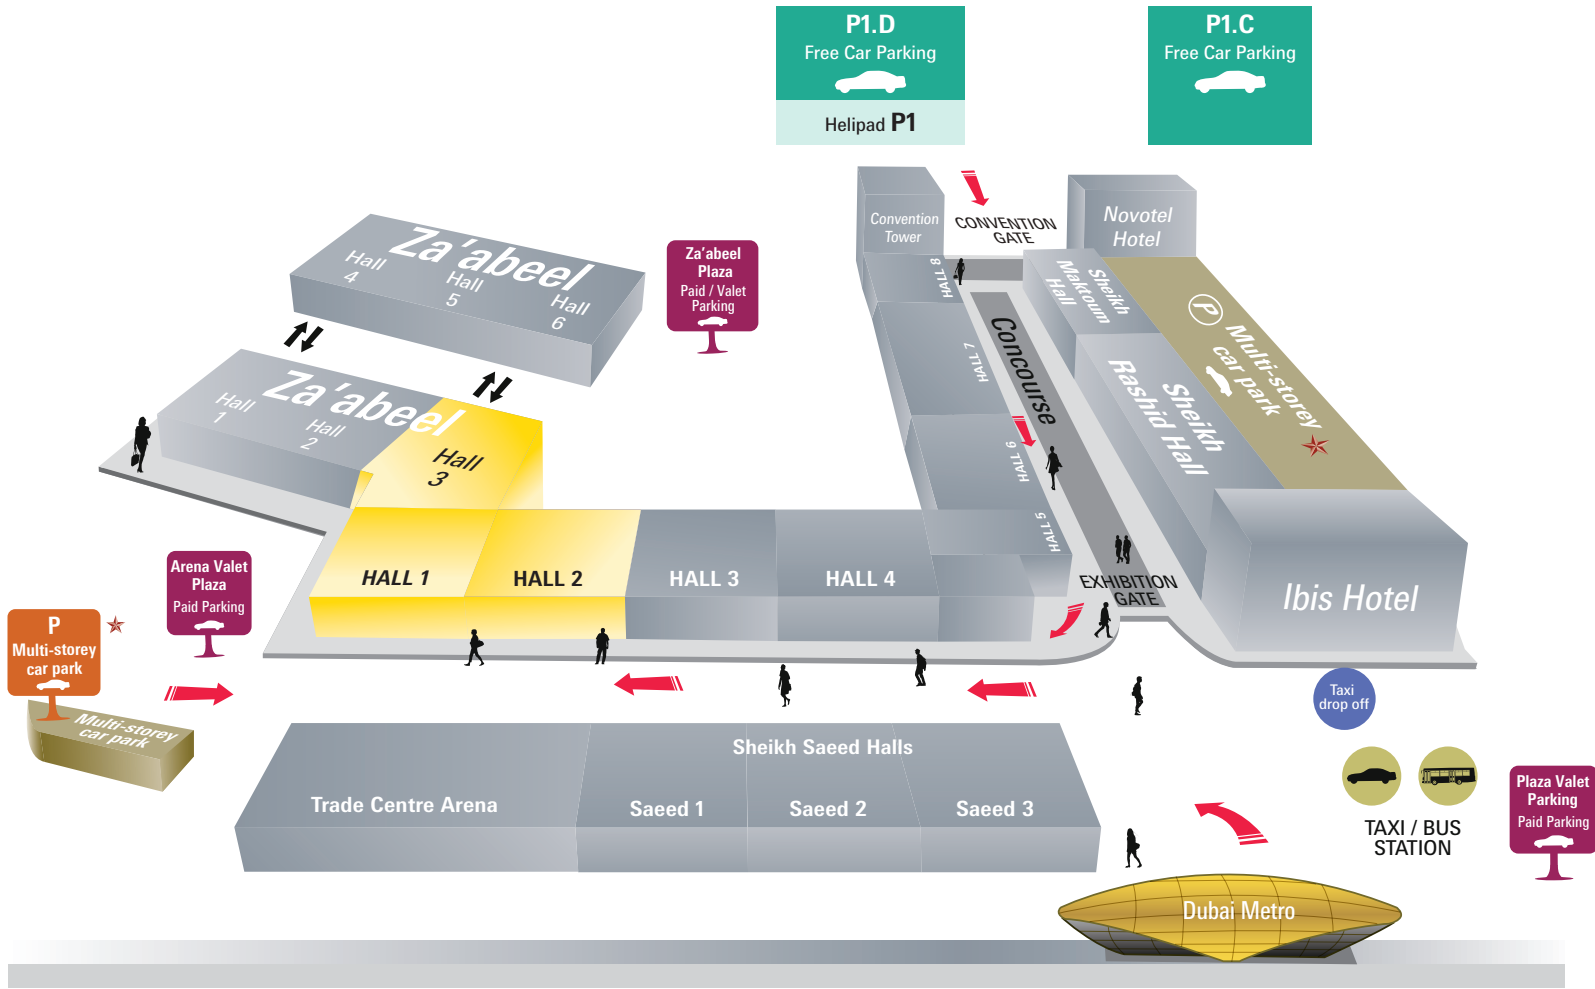 P1.D
Free Car Parking
Helipad P1
P1.C
Free Car Parking
Convention
Tower
CONVENTION
GATE
Novotel
Hotel
Za'abeel
Hall
4
Hall
5
Hall
6
Za'abeel
Plaza
Paid / Valet
Parking
HALL 8
Sheikh
Maktoum
Hall
P
Multi-storey
car park
Concourse
HALL 7
Sheikh
Rashid Hall
Za'abeel
Hall
1
Hall
2
Hall
3
HALL 6
HALL 5
HALL 1
HALL 2
HALL 3
HALL 4
EXHIBITION
GATE
Ibis Hotel
Arena Valet
Plaza
Paid Parking
P
Multi-storey
car park
Multi-storey
car park
Taxi
drop off
Sheikh Saeed Halls
Trade Centre Arena
Saeed 1
Saeed 2
Saeed 3
TAXI / BUS
STATION
Plaza Valet
Parking
Paid Parking
Dubai Metro